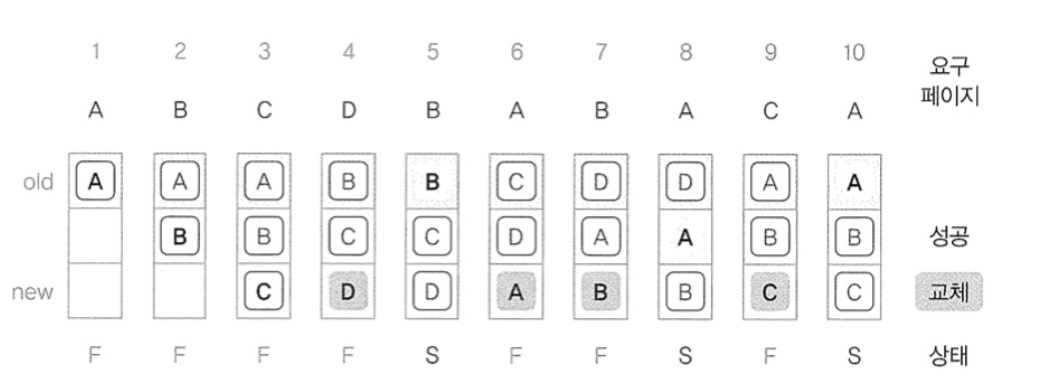 1 2 3 4 5 6 7 8 9 10 요구
페이지
A B C D B A B A C A
old A A A B B C D D A A
B B C C D A A B B 성공
new C D D A B B C C 교체
F F F F S F F S F S 상태